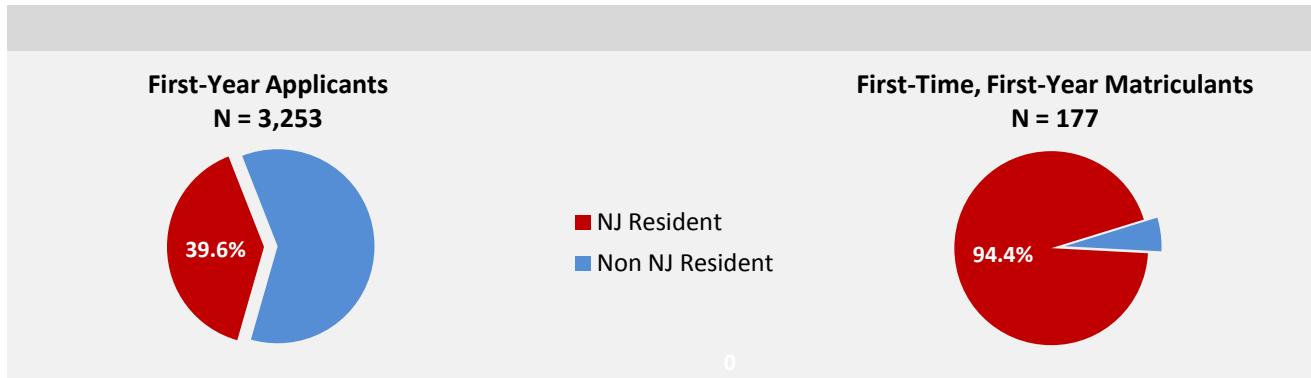 First-Year Applicants
N = 3,253
39.6%
NJ Resident
Non NJ Resident
First-Time, First-Year Matriculants
N = 177
94.4%
0